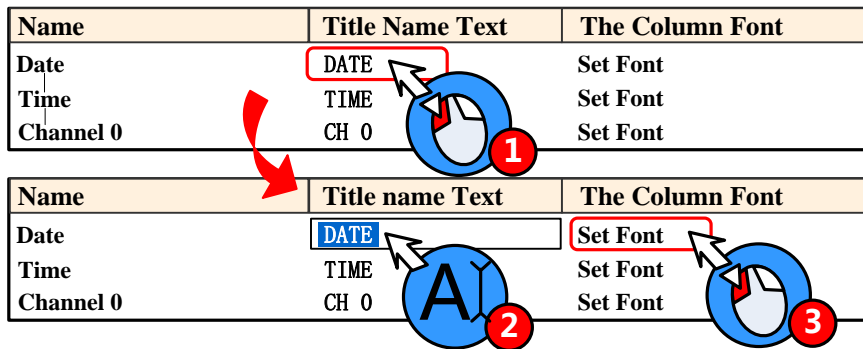 Name Title Name Text The Column Font
Date DATE Set Font
Time TIME Set Font
Channel 0 CH 0 Set Font
1
Name Title name Text The Column Font
Date DATE Set Font
Time TIME Set Font
Channel 0 CH 0 Set Font
A
2
3